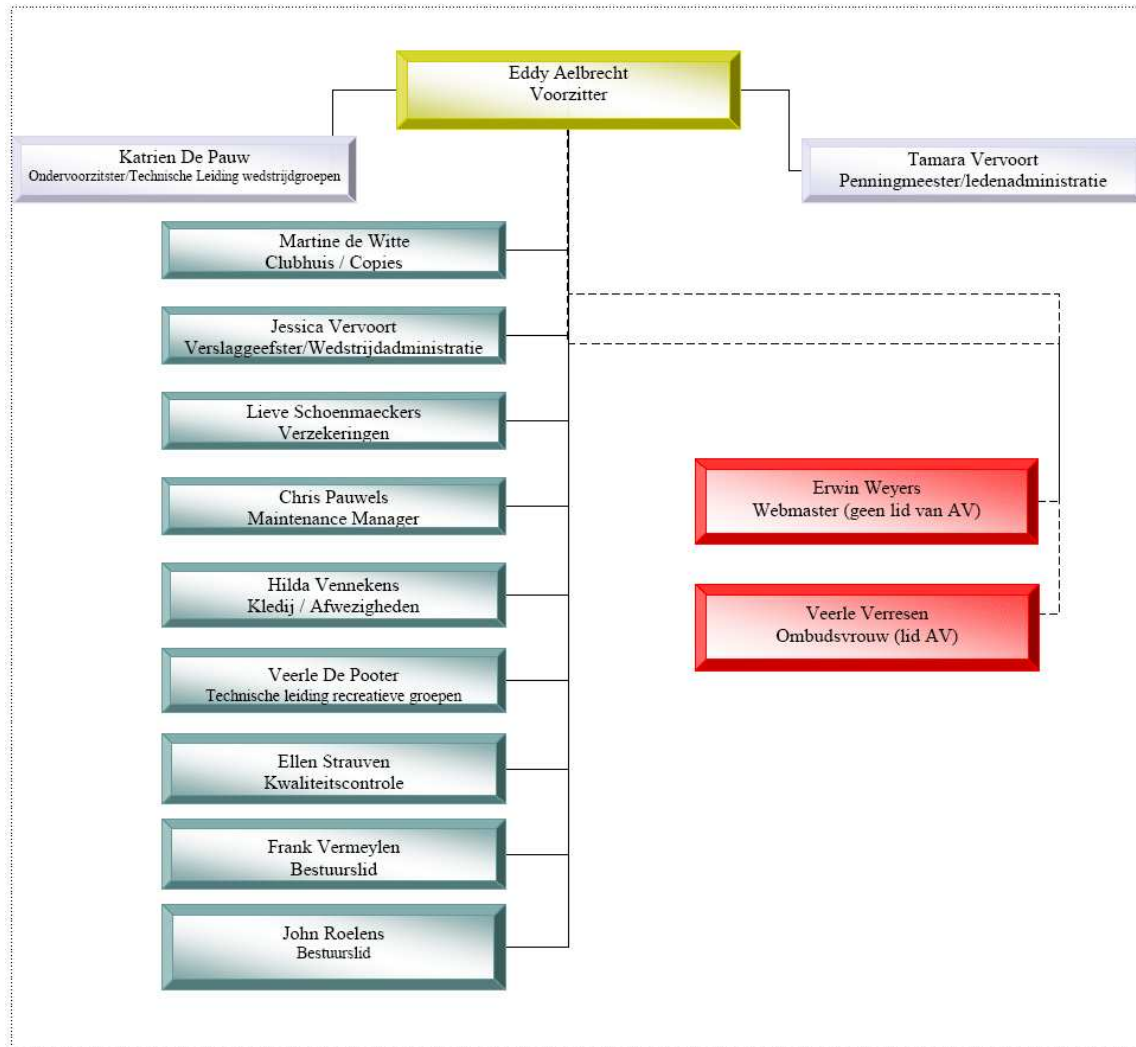 Eddy Aelbrecht
Voorzitter
Katrien De Pauw
Ondervoorzitster/Technische Leiding wedstrijdgroepen
Tamara Vervoort
Penningmeester/ledenadministratie
Martine de Witte
Clubhuis / Copies
Jessica Vervoort
Verslaggeefster/Wedstrijdadministratie
Lieve Schoenmaeckers
Verzekeringen
Chris Pauwels
Maintenance Manager
Hilda Vennekens
Kledij / Afwezigheden
Veerle De Pooter
Technische leiding recreatieve groepen
Ellen Strauven
Kwaliteitscontrole
Frank Vermeylen
Bestuurslid
John Roelens
Bestuurslid
Erwin Weyers
Webmaster (geen lid van AV)
Veerle Verresen
Ombudsvrouw (lid AV)